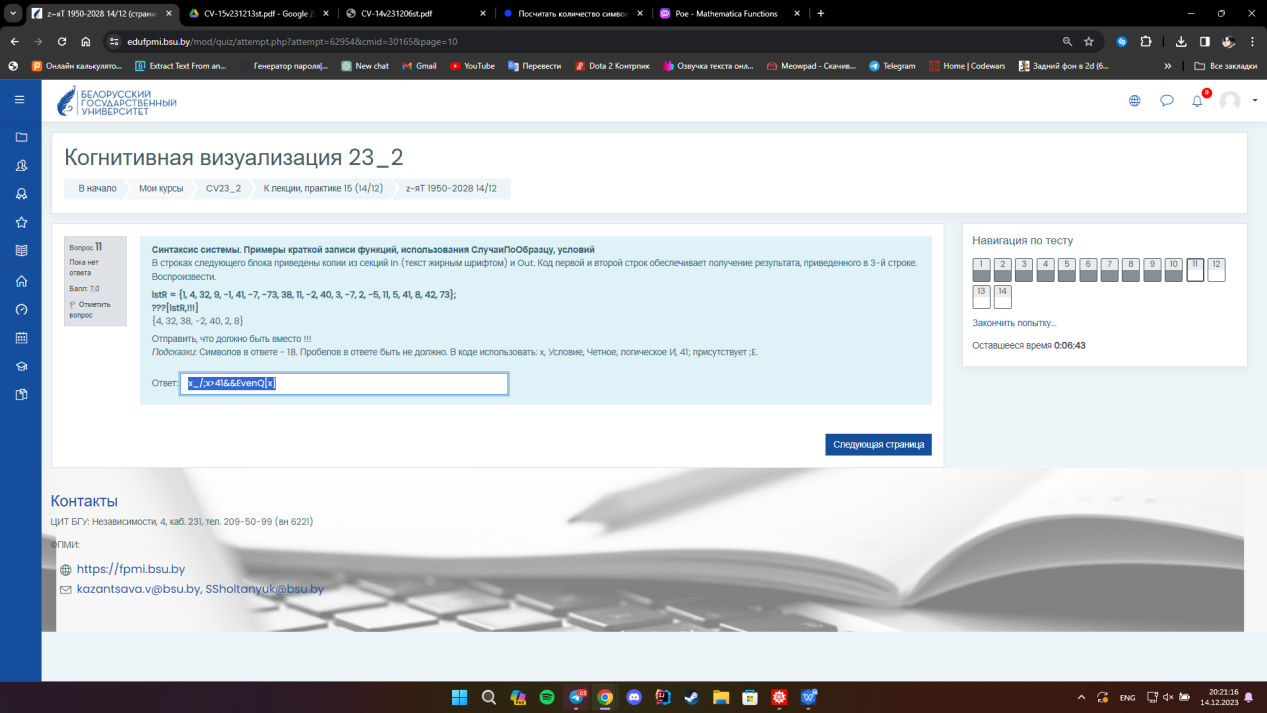 z~яТ 1950-2028 14/12 (страни
CV-15v231213st.pdf - Google
CV-14v231206st.pdf
Посчитать количество символ
Poe - Mathematica Functions
edufpmi.bsu.by/mod/quiz/attempt.php?attempt=62954&cmid=30165&page=10
Онлайн калькулято...
Extract Text From an...
Генератор пароля|...
New chat
Gmail
YouTube
Перевести
Dota 2 Контрпик
Озвучка текста онл...
Meowpad - Скачив...
Telegram
Home | Codewars
Задний фон в 2d (6...
Все закладки
БЕЛОРУССКИЙ
ГОСУДАРСТВЕННЫЙ
УНИВЕРСИТЕТ
9
Когнитивная визуализация 23_2
В начало Мои курсы CV23_2 К лекции, практике 15 (14/12) z~яТ 1950-2028 14/12
Вопрос 11
Пока нет
ответа
Балл: 7,0
Отметить
вопрос
Синтаксис системы. Примеры краткой записи функций, использования СлучаиПоОбразцу, условий
В строках следующего блока приведены копии из секций In (текст жирным шрифтом) и Out. Код первой и второй строк обеспечивает получение результата, приведенного в 3-й строке.
Воспроизвести.
lstR = {1, 4, 32, 9, -1, 41, -7, -73, 38, 11, -2, 40, 3, -7, 2, -5, 11, 5, 41, 8, 42, 73};
???[lstR,!!!]
{4, 32, 38, -2, 40, 2, 8}
Отправить, что должно быть вместо !!!
Подсказки: Символов в ответе - 18. Пробелов в ответе быть не должно. В коде использовать: x, Условие, Четное, логическое И, 41; присутствует ;E.
Ответ: x_/;x>41&&EvenQ[x]
Следующая страница
Навигация по тесту
1 2 3 4 5 6 7 8 9 10 11 12
13 14
Закончить попытку...
Оставшееся время 0:06:43
Контакты
ЦИТ БГУ: Независимости, 4, каб. 231, тел. 209-50-99 (вн 6221)
ФПМИ:
https://fpmi.bsu.by
kazantsava.v@bsu.by, SSholtanyuk@bsu.by
ENG
20:21:16
14.12.2023